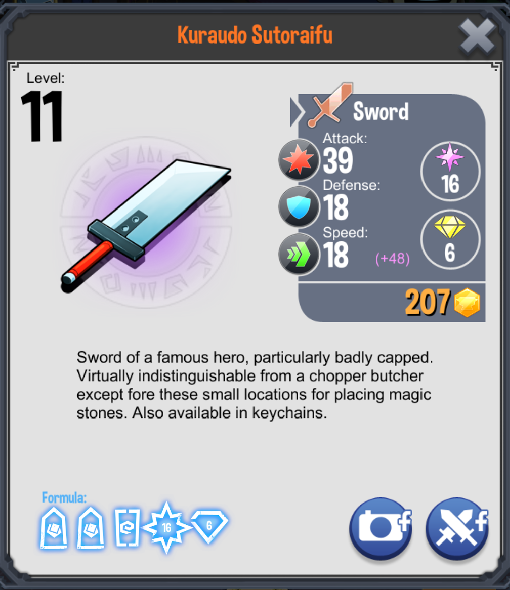 Kuraudo Sutoraifu
Level:
11
Sword
Attack:
39
Defense:
18
Speed:
18 (+48)
16
6
207
Sword of a famous hero, particularly badly capped.
Virtually indistinguishable from a chopper butcher
except fore these small locations for placing magic
stones. Also available in keychains.
Formula:
16 6
f f